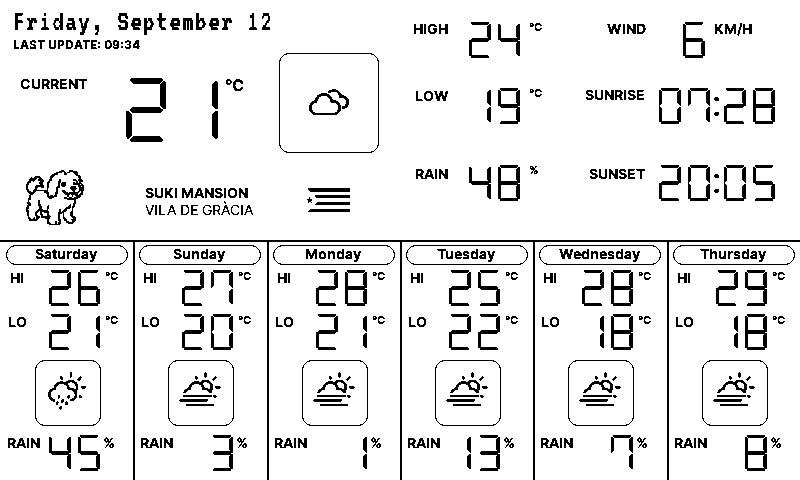 Friday, September 12
LAST UPDATE: 09:34
CURRENT 21 °C
HIGH 24 °C
LOW 19 °C
RAIN 48 %
WIND 6 KM/H
SUNRISE 07:28
SUNSET 20:05
SUKI MANSION
VILA DE GRÀCIA
Saturday
HI 26 °C
LO 21 °C
RAIN 45 %
Sunday
HI 27 °C
LO 20 °C
RAIN 3 %
Monday
HI 28 °C
LO 21 °C
RAIN 1 %
Tuesday
HI 25 °C
LO 22 °C
RAIN 13 %
Wednesday
HI 28 °C
LO 18 °C
RAIN 7 %
Thursday
HI 29 °C
LO 18 °C
RAIN 8 %